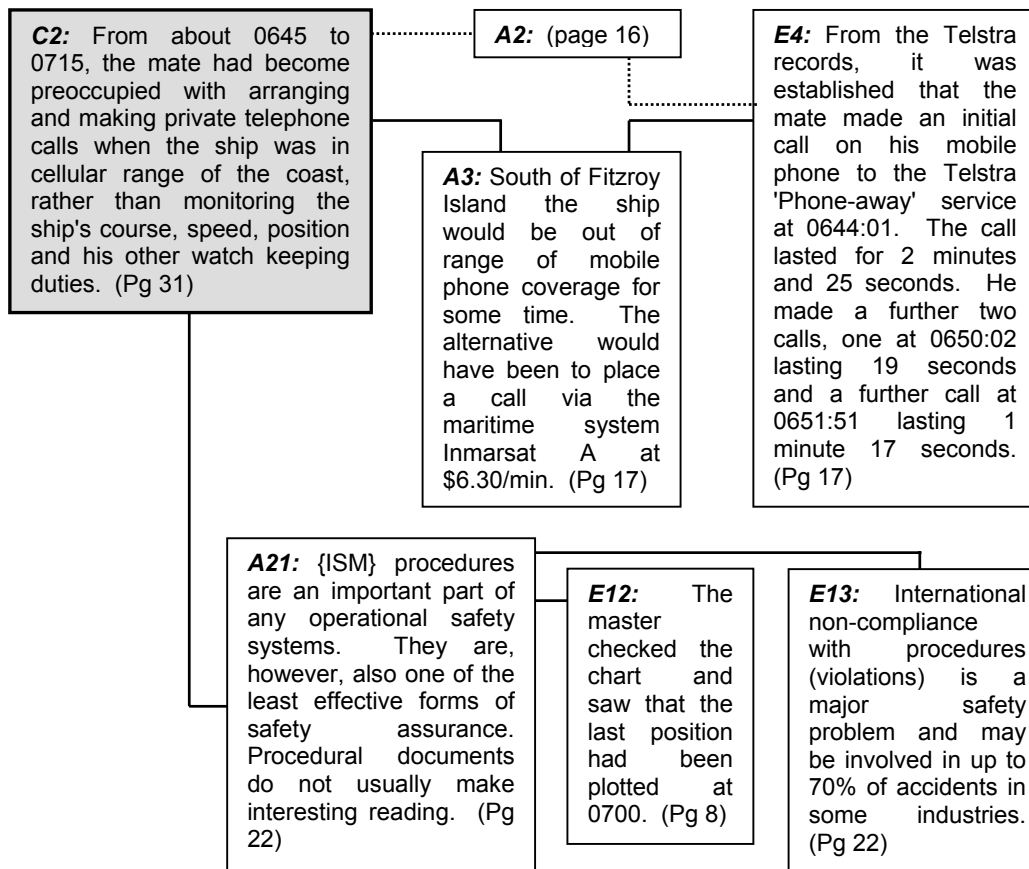 C2: From about 0645 to
0715, the mate had become
preoccupied with arranging
and making private telephone
calls when the ship was in
cellular range of the coast,
rather than monitoring the
ship's course, speed, position
and his other watch keeping
duties. (Pg 31)
A2: (page 16)
E4: From the Telstra
records, it was
established that the
mate made an initial
call on his mobile
phone to the Telstra
'Phone-away' service
at 0644:01. The call
lasted for 2 minutes
and 25 seconds. He
made a further two
calls, one at 0650:02
lasting 19 seconds
and a further call at
0651:51 lasting 1
minute 17 seconds.
(Pg 17)
A3: South of Fitzroy
Island the ship
would be out of
range of mobile
phone coverage for
some time. The
alternative would
have been to place
a call via the
maritime system
Inmarsat A at
$6.30/min. (Pg 17)
A21: {ISM} procedures
are an important part of
any operational safety
systems. They are,
however, also one of the
least effective forms of
safety assurance.
Procedural documents
do not usually make
interesting reading. (Pg
22)
E12: The
master
checked the
chart and
saw that the
last position
had been
plotted at
0700. (Pg 8)
E13: International
non-compliance
with procedures
(violations) is a
major safety
problem and may
be involved in up to
70% of accidents in
some industries.
(Pg 22)